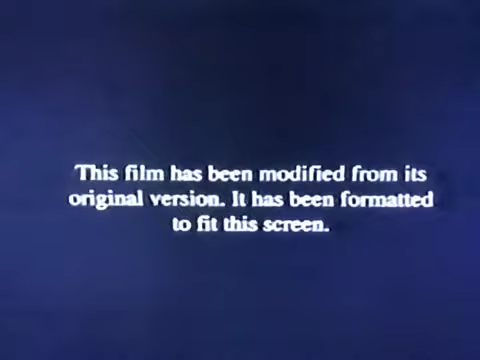 This film has been modified from its
original version. It has been formatted
to fit this screen.